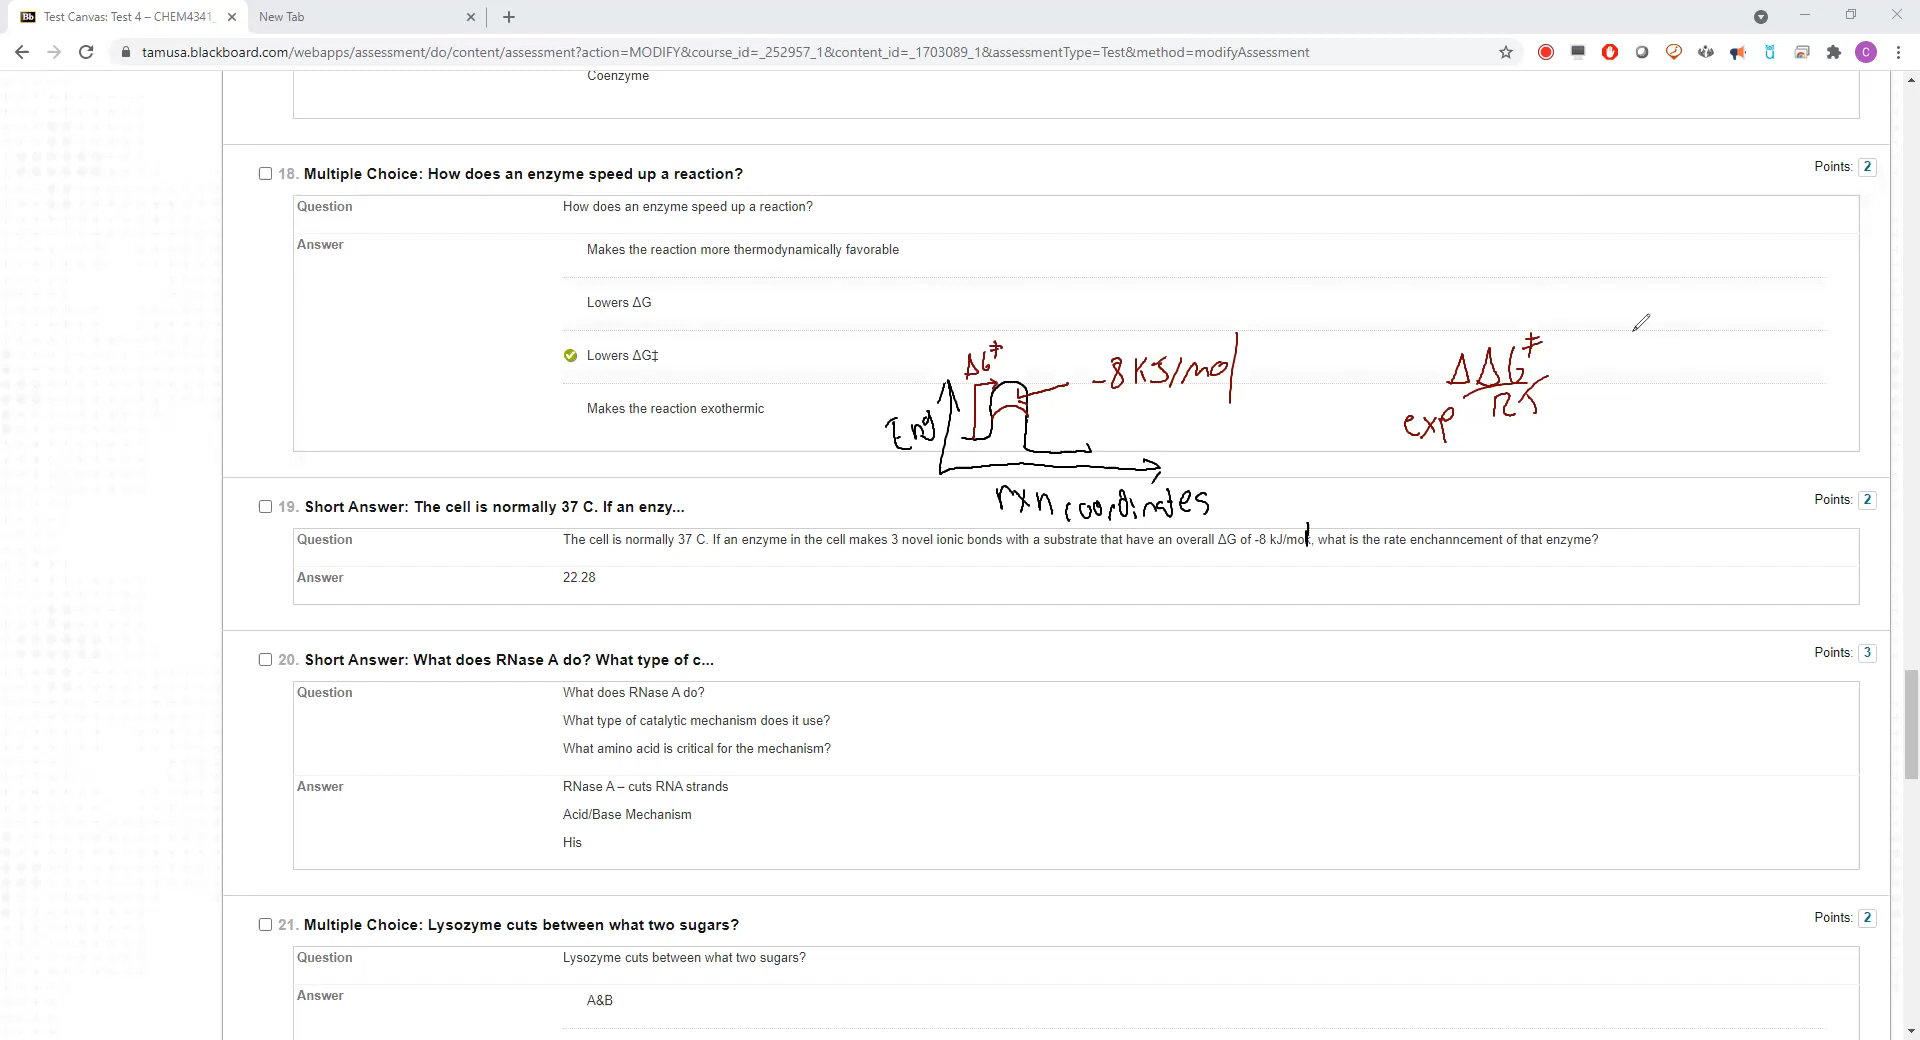 Test Canvas: Test 4 – CHEM4341_
New Tab
tamusa.blackboard.com/webapps/assessment/do/content/assessment?action=MODIFY&course_id=_252957_1&content_id=_1703089_1&assessmentType=Test&method=modifyAssessment
C
Coenzyme
18. Multiple Choice: How does an enzyme speed up a reaction?
Points: 2
Question How does an enzyme speed up a reaction?
Answer Makes the reaction more thermodynamically favorable
Lowers ΔG
Lowers ΔG‡
Makes the reaction exothermic
ΔG‡
-8 KJ/mol
Eng
rxn coordinates
ΔΔG‡
exp RT
19. Short Answer: The cell is normally 37 C. If an enzy...
Points: 2
Question The cell is normally 37 C. If an enzyme in the cell makes 3 novel ionic bonds with a substrate that have an overall ΔG of -8 kJ/mol, what is the rate enchanncement of that enzyme?
Answer 22.28
20. Short Answer: What does RNase A do? What type of c...
Points: 3
Question What does RNase A do?
What type of catalytic mechanism does it use?
What amino acid is critical for the mechanism?
Answer RNase A – cuts RNA strands
Acid/Base Mechanism
His
21. Multiple Choice: Lysozyme cuts between what two sugars?
Points: 2
Question Lysozyme cuts between what two sugars?
Answer A&B